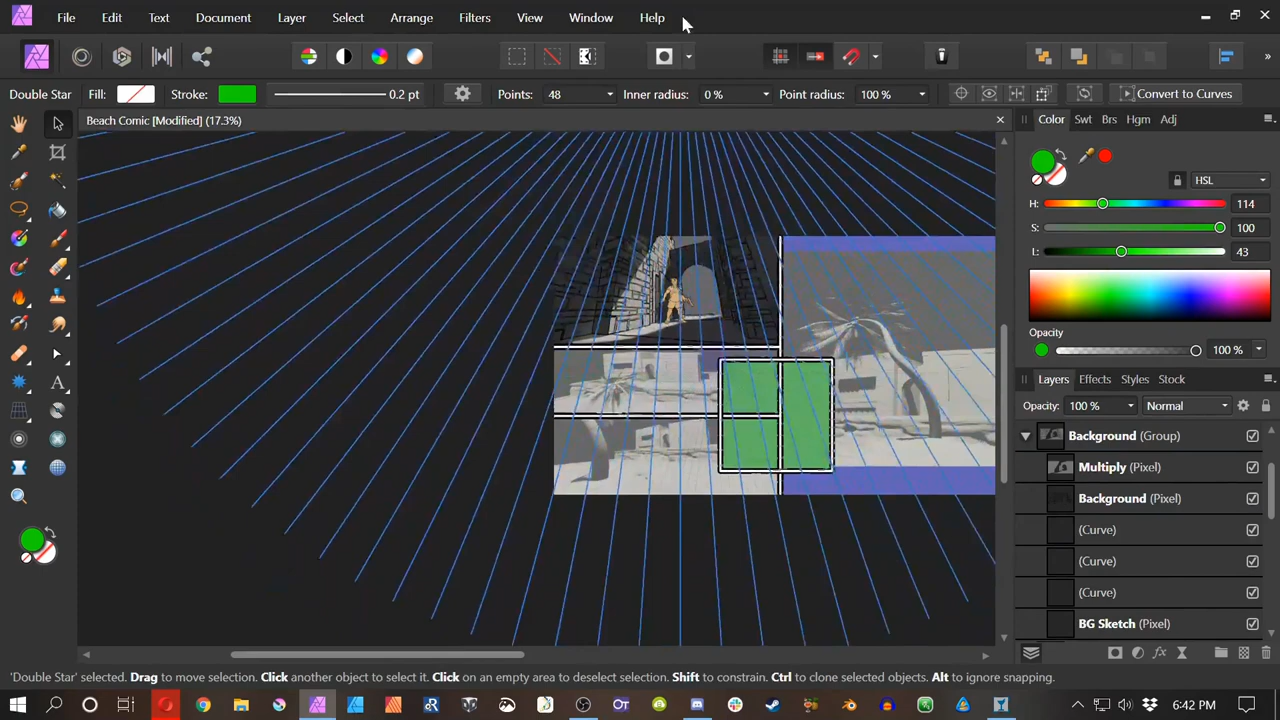 File Edit Text Document Layer Select Arrange Filters View Window Help
Double Star Fill: Stroke: 0.2 pt Points: 48 Inner radius: 0 % Point radius: 100 % Convert to Curves
Beach Comic [Modified] (17.3%)
Color Swt Brs Hgm Adj
HSL
H: 114
S: 100
L: 43
Opacity
100 %
Layers Effects Styles Stock
Opacity: 100 % Normal
Background (Group)
Multiply (Pixel)
Background (Pixel)
(Curve)
(Curve)
(Curve)
BG Sketch (Pixel)
'Double Star' selected. Drag to move selection. Click another object to select it. Click on an empty area to deselect selection. Shift to constrain. Ctrl to clone selected objects. Alt to ignore snapping.
6:42 PM